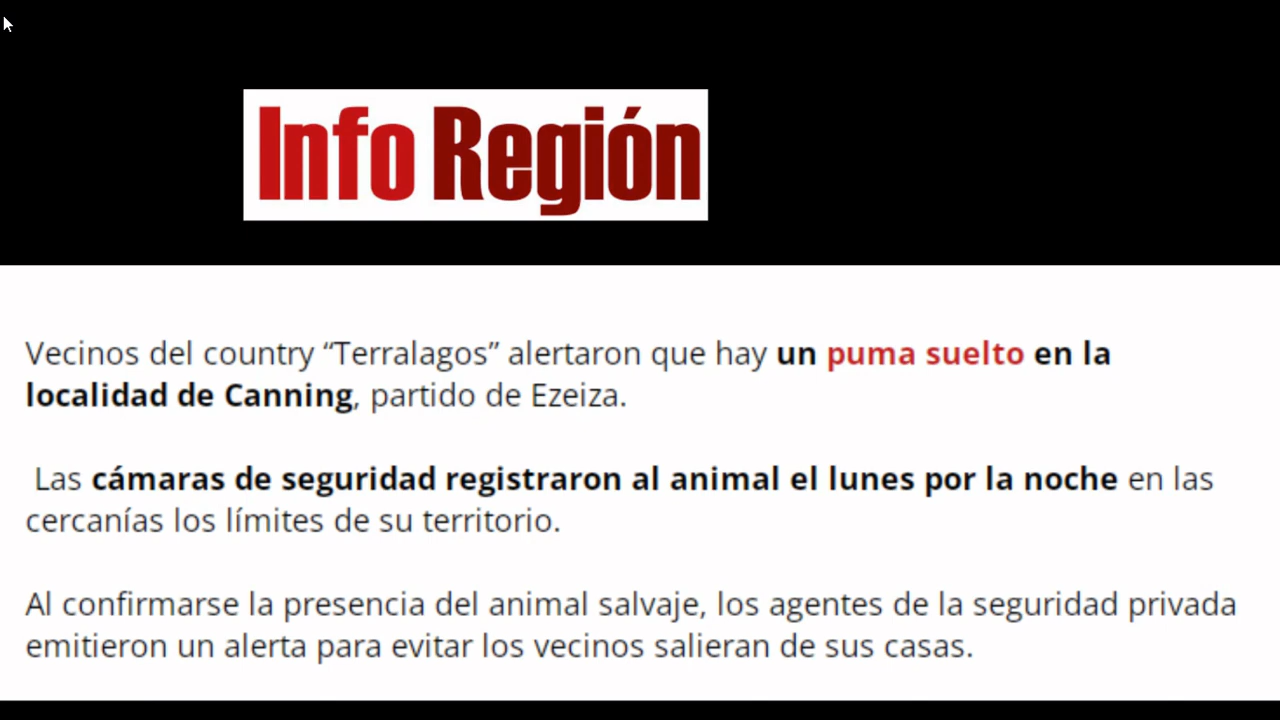 Info Región
Vecinos del country “Terralagos” alertaron que hay un puma suelto en la
localidad de Canning, partido de Ezeiza.
Las cámaras de seguridad registraron al animal el lunes por la noche en las
cercanías los límites de su territorio.
Al confirmarse la presencia del animal salvaje, los agentes de la seguridad privada
emitieron un alerta para evitar los vecinos salieran de sus casas.